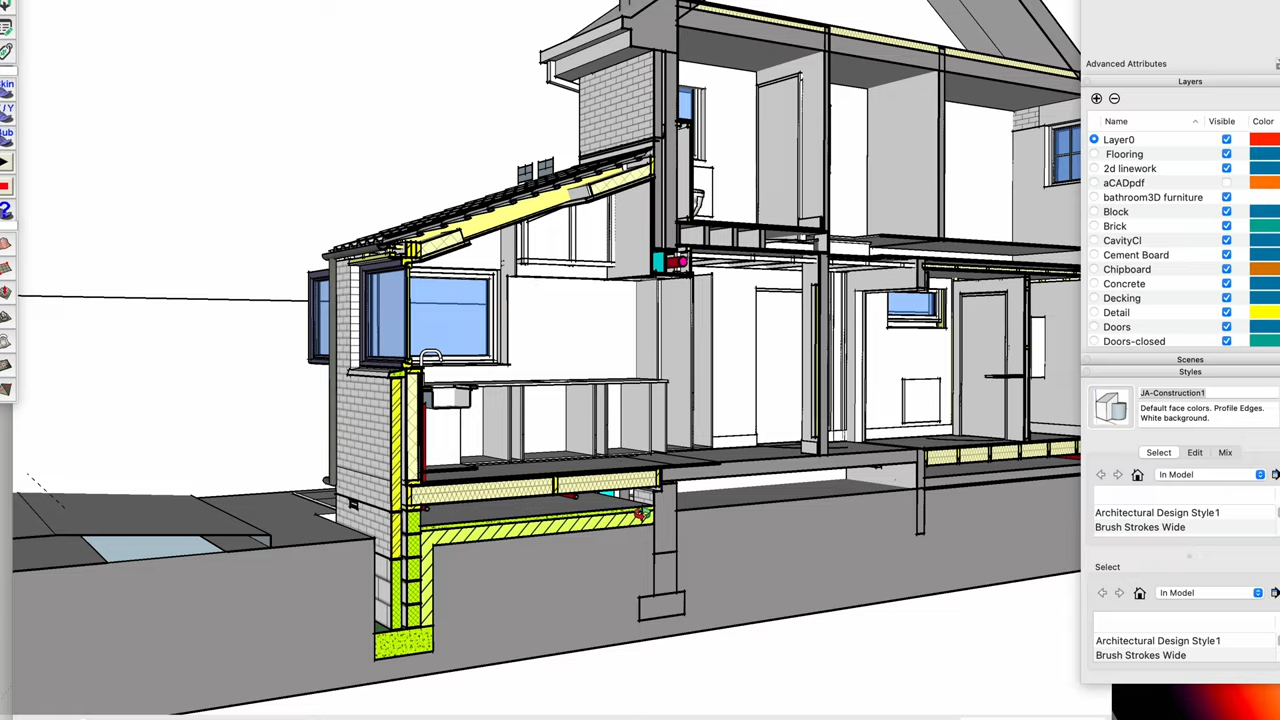 Advanced Attributes
Layers
Name Visible Color
Layer0
Flooring
2d linework
aCADpdf
bathroom3D furniture
Block
Brick
CavityCl
Cement Board
Chipboard
Concrete
Decking
Detail
Doors
Doors-closed
Scenes
Styles
JA-Construction1
Default face colors. Profile Edges.
White background.
Select Edit Mix
In Model
Architectural Design Style1
Brush Strokes Wide
Select
In Model
Architectural Design Style1
Brush Strokes Wide